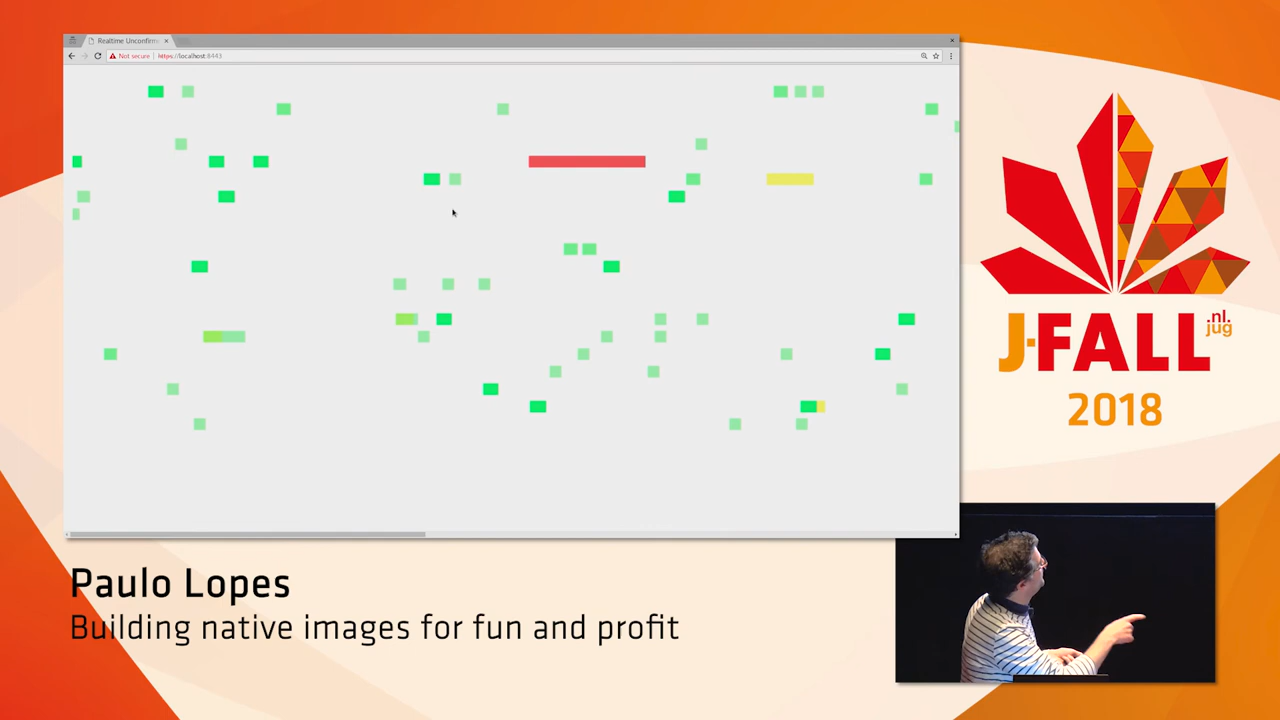 Realtime Unconfirm
Not secure | https://localhost:8443
J-FALL
nl.
jug
2018
Paulo Lopes
Building native images for fun and profit